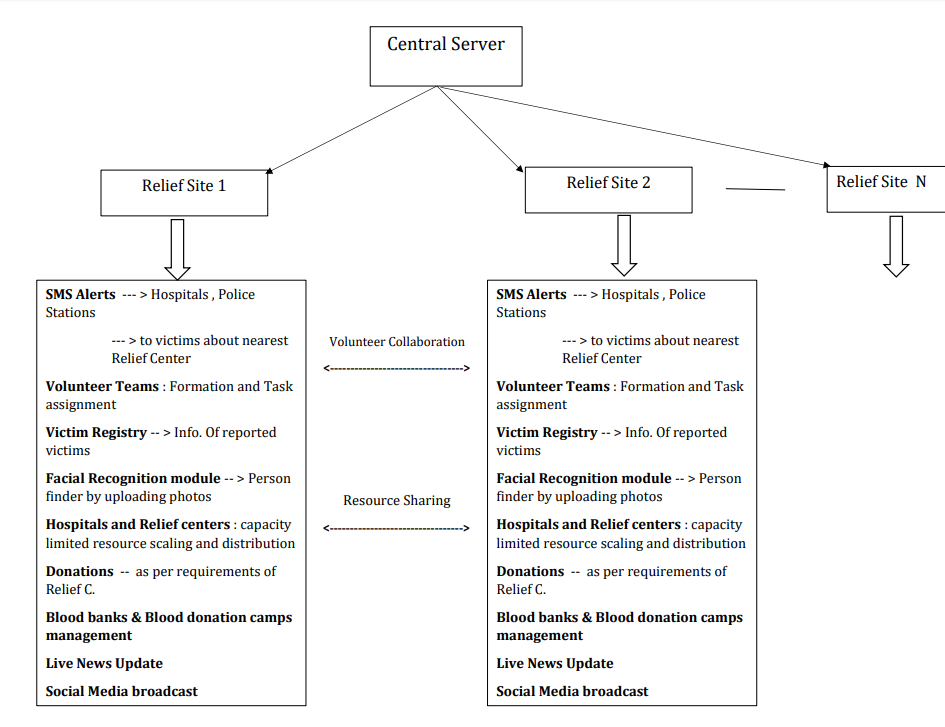 Central Server
Relief Site 1
Relief Site 2
Relief Site N
SMS Alerts --- > Hospitals , Police
Stations
--- > to victims about nearest
Relief Center
Volunteer Teams : Formation and Task
assignment
Victim Registry -- > Info. Of reported
victims
Facial Recognition module -- > Person
finder by uploading photos
Hospitals and Relief centers : capacity
limited resource scaling and distribution
Donations -- as per requirements of
Relief C.
Blood banks & Blood donation camps
management
Live News Update
Social Media broadcast
Volunteer Collaboration
<-------------------------------->
Resource Sharing
<-------------------------------->
SMS Alerts --- > Hospitals , Police
Stations
--- > to victims about nearest
Relief Center
Volunteer Teams : Formation and Task
assignment
Victim Registry -- > Info. Of reported
victims
Facial Recognition module -- > Person
finder by uploading photos
Hospitals and Relief centers : capacity
limited resource scaling and distribution
Donations -- as per requirements of
Relief C.
Blood banks & Blood donation camps
management
Live News Update
Social Media broadcast